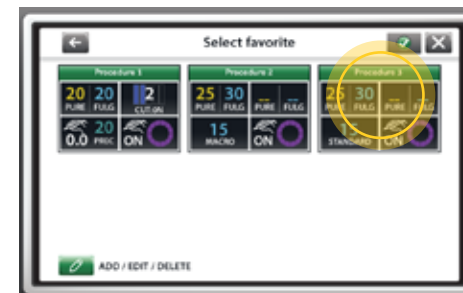 Select favorite
Procedure 1 Procedure 2 Procedure 3
20 20 2 25 30 25 30
PURE FULG CUT:ON PURE FULG PURE FULG PURE FULG PURE FULG
0.0 20 PREC ON 15 MACRO ON 15 STANDARD ON
ADD / EDIT / DELETE